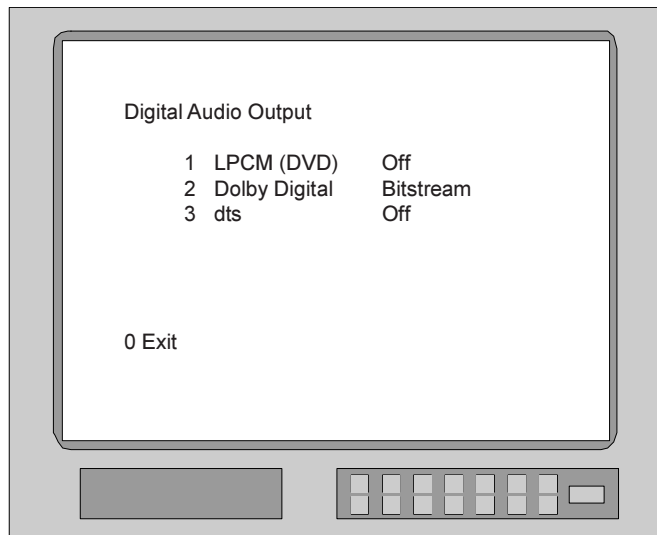 Digital Audio Output
1 LPCM (DVD) Off
2 Dolby Digital Bitstream
3 dts Off
0 Exit